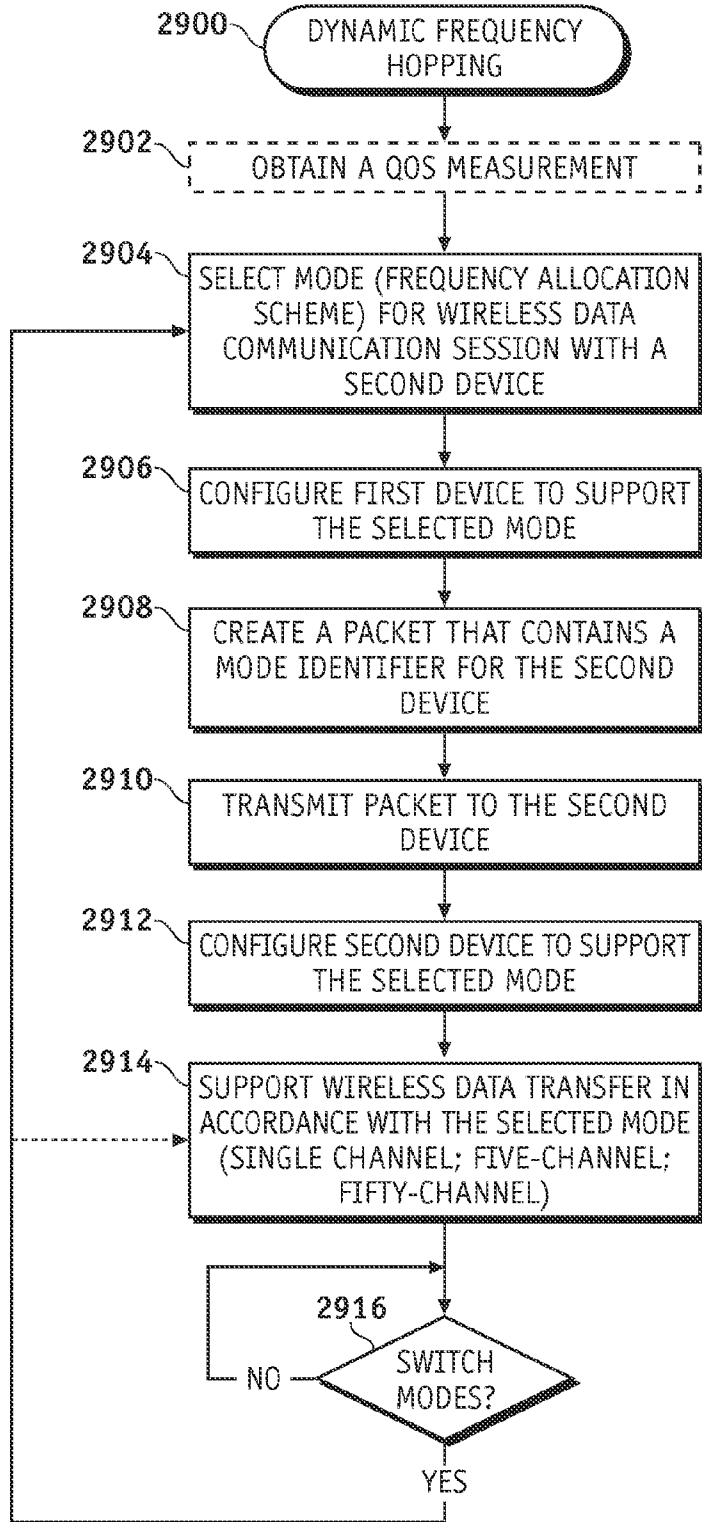 2900
DYNAMIC FREQUENCY
HOPPING
2902
OBTAIN A QOS MEASUREMENT
2904
SELECT MODE (FREQUENCY ALLOCATION
SCHEME) FOR WIRELESS DATA
COMMUNICATION SESSION WITH A
SECOND DEVICE
2906
CONFIGURE FIRST DEVICE TO SUPPORT
THE SELECTED MODE
2908
CREATE A PACKET THAT CONTAINS A
MODE IDENTIFIER FOR THE SECOND
DEVICE
2910
TRANSMIT PACKET TO THE SECOND
DEVICE
2912
CONFIGURE SECOND DEVICE TO SUPPORT
THE SELECTED MODE
2914
SUPPORT WIRELESS DATA TRANSFER IN
ACCORDANCE WITH THE SELECTED MODE
(SINGLE CHANNEL; FIVE-CHANNEL;
FIFTY-CHANNEL)
2916
SWITCH
MODES?
NO
YES